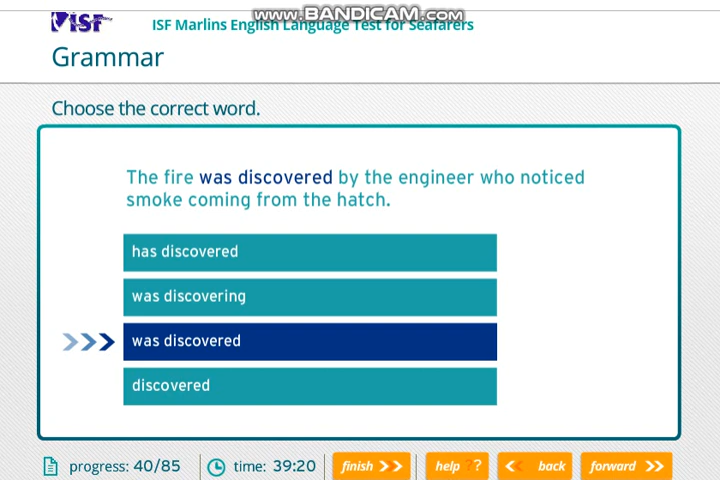 www.BANDICAM.com
ISF
ISF Marlins English Language Test for Seafarers
Grammar
Choose the correct word.
The fire was discovered by the engineer who noticed
smoke coming from the hatch.
has discovered
was discovering
was discovered
discovered
progress: 40/85
time: 39:20
finish
help ??
back
forward